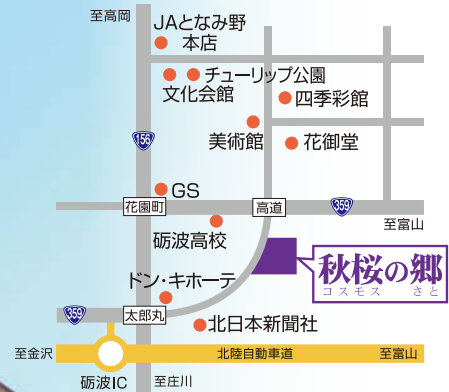 至高岡
JAとなみ野
本店
チューリップ公園
文化会館
四季彩館
156
美術館
花御堂
GS
花園町
高道
359
至富山
砺波高校
秋桜の郷
コスモス さと
ドン・キホーテ
359
太郎丸
北日本新聞社
至金沢
北陸自動車道
至富山
砺波IC
至庄川